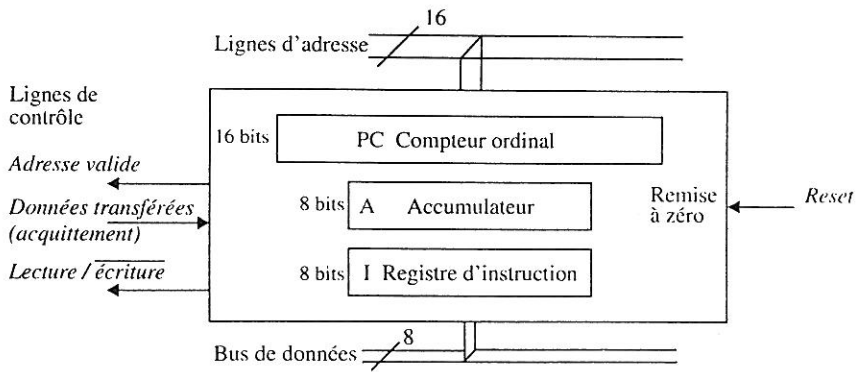 16
Lignes d'adresse
Lignes de
contrôle
16 bits
PC Compteur ordinal
Adresse valide
8 bits
A Accumulateur
Remise
à zéro
Reset
Données transférées
(acquittement)
8 bits
I Registre d'instruction
Lecture / écriture
Bus de données
8